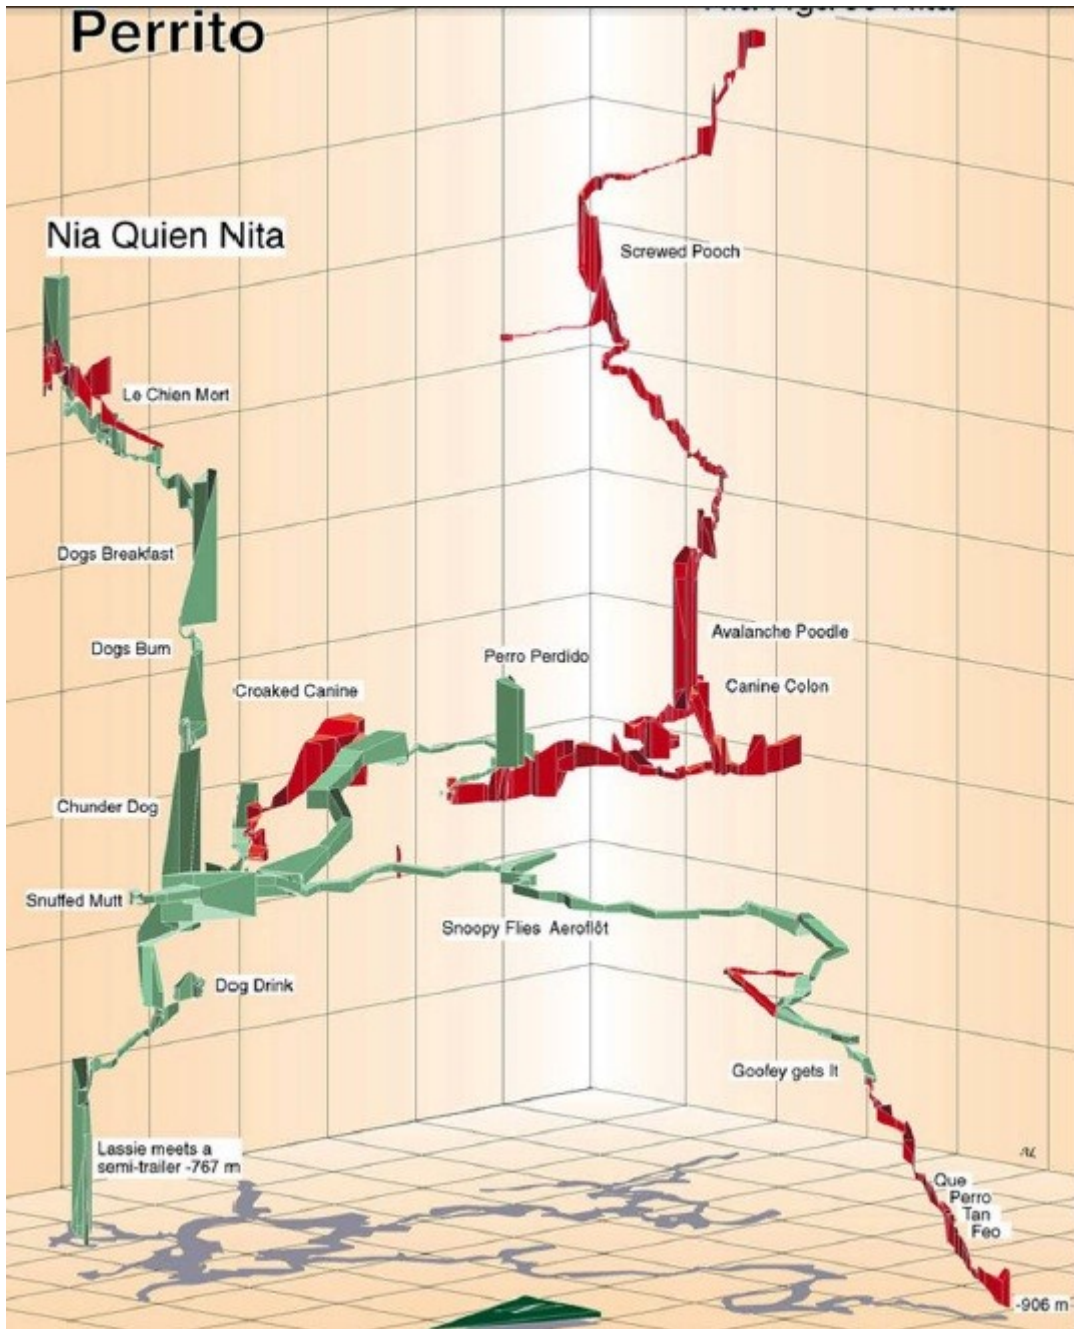 Perrito
Nia Quien Nita
Screwed Pooch
Le Chien Mort
Dogs Breakfast
Dogs Bum
Avalanche Poodle
Perro Perdido
Canine Colon
Croaked Canine
Chunder Dog
Snuffed Mutt
Snoopy Flies Aeroflôt
Dog Drink
Goofey gets It
Lassie meets a
semi-trailer -767 m
Que
Perro
Tan
Feo
-906 m